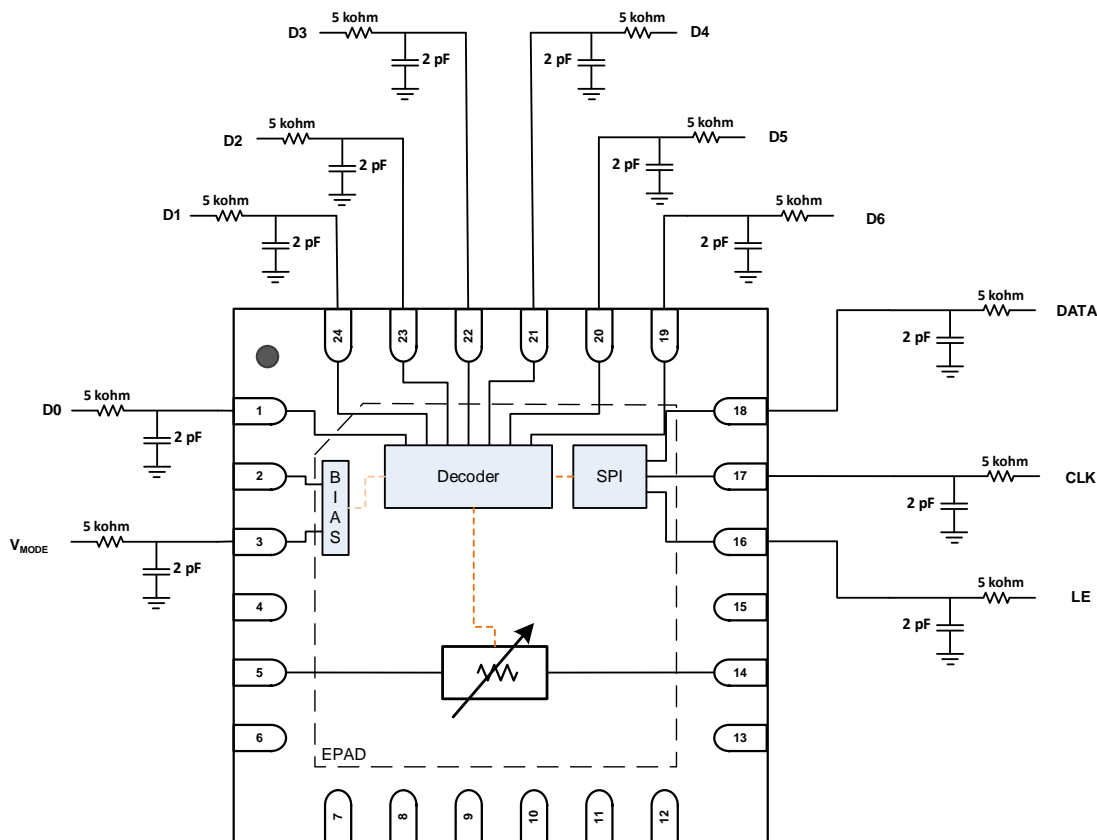 5 kohm
D3
2 pF
5 kohm
D4
2 pF
5 kohm
D2
2 pF
5 kohm
D5
2 pF
5 kohm
D1
2 pF
5 kohm
D6
2 pF
24
23
22
21
20
19
5 kohm
DATA
2 pF
5 kohm
D0
2 pF
1
18
2
BIAS
Decoder
SPI
17
5 kohm
CLK
2 pF
5 kohm
VMODE
2 pF
3
16
5 kohm
LE
2 pF
4
15
5
14
6
13
EPAD
7
8
9
10
11
12